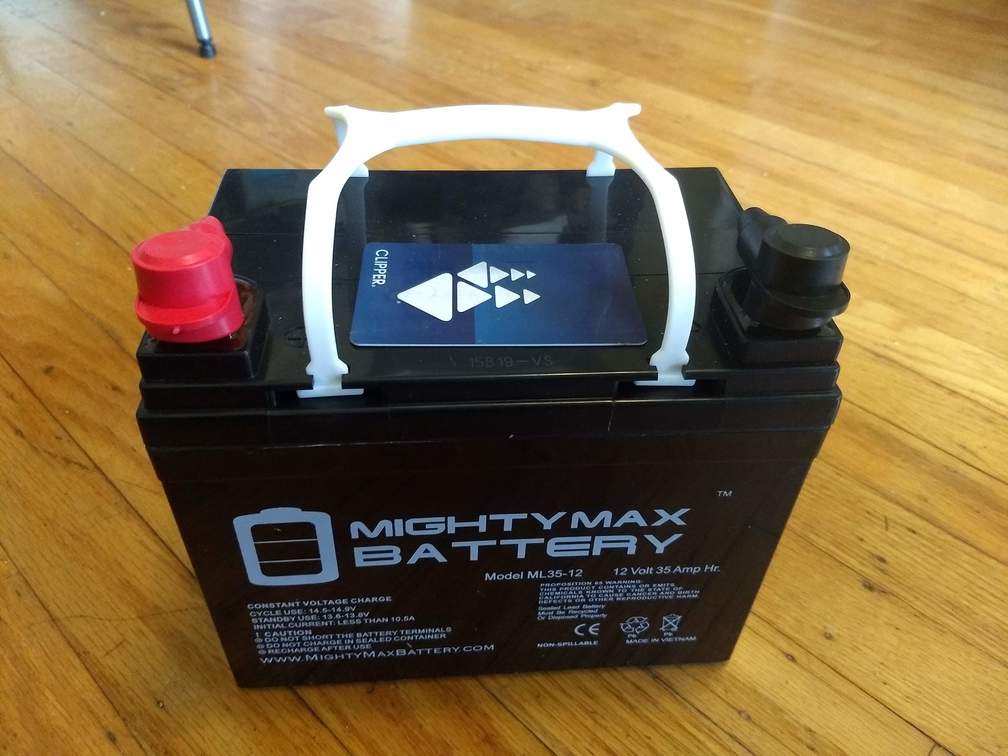 CLIPPER.
15B19-VS
TM
MIGHTYMAX
BATTERY
Model ML35-12 12 Volt 35 Amp Hr.
CONSTANT VOLTAGE CHARGE
CYCLE USE: 14.5-14.9V
STANDBY USE: 13.6-13.8V
INITIAL CURRENT: LESS THAN 10.5A
! CAUTION
DO NOT SHORT THE BATTERY TERMINALS
DO NOT CHARGE IN SEALED CONTAINER
RECHARGE AFTER USE
WWW.MIGHTYMAXBATTERY.COM
PROPOSITION 65 WARNING:
THIS PRODUCT CONTAINS OR EMITS
CHEMICALS KNOWN TO THE STATE OF
CALIFORNIA TO CAUSE CANCER AND BIRTH
DEFECTS OR OTHER REPRODUCTIVE HARM.
Sealed Lead Battery
Must Be Recycled
Or Disposed Properly
CE
Pb Pb
NON-SPILLABLE MADE IN VIETNAM